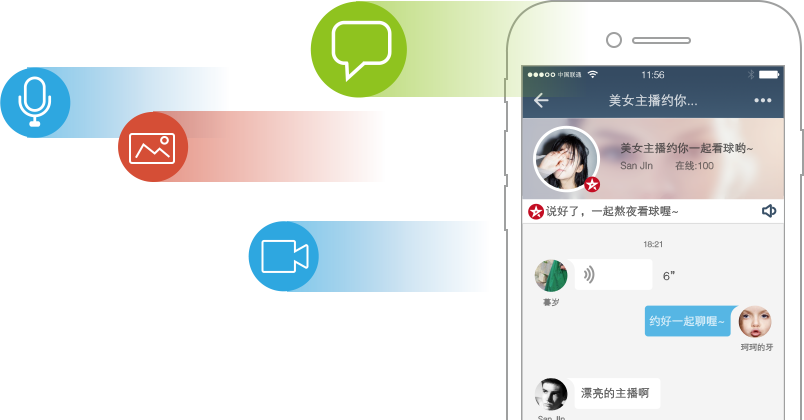 中国联通 11:56
美女主播约你...
美女主播约你一起看球哟~
San JIn 在线:100
说好了，一起熬夜看球喔~
18:21
6”
暮岁
约好一起聊喔~
珂珂的牙
漂亮的主播啊
San JIn